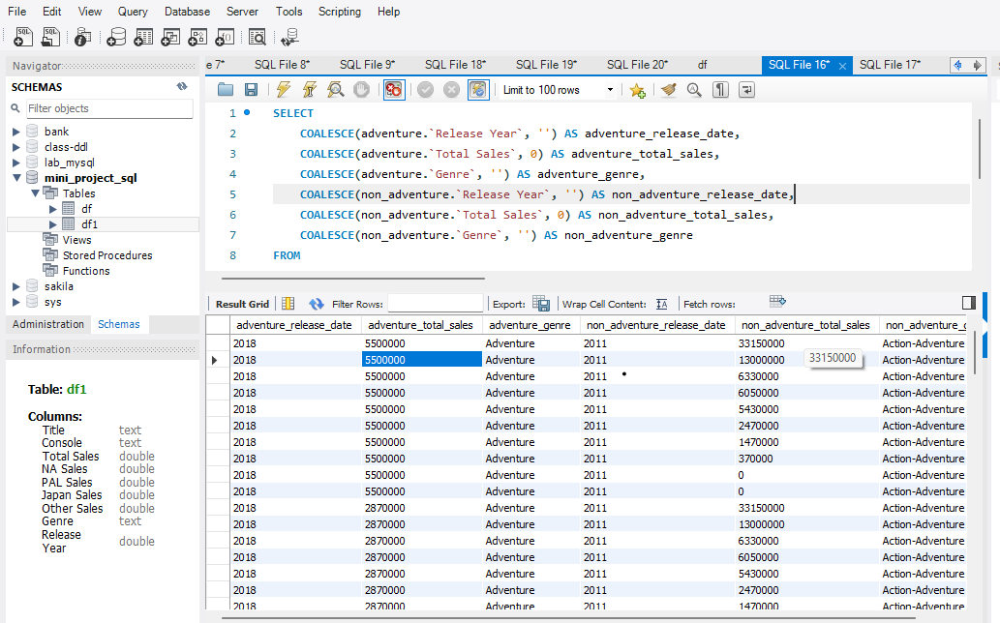 File Edit View Query Database Server Tools Scripting Help
Navigator
SCHEMAS
Filter objects
bank
class-ddl
lab_mysql
mini_project_sql
Tables
df
df1
Views
Stored Procedures
Functions
sakila
sys
Administration Schemas
Information
Table: df1
Columns:
Title text
Console text
Total Sales double
NA Sales double
PAL Sales double
Japan Sales double
Other Sales double
Genre text
Release Year double
e 7* SQL File 8* SQL File 9* SQL File 18* SQL File 19* SQL File 20* df SQL File 16* SQL File 17*
Limit to 100 rows
1 SELECT
2 COALESCE(adventure.`Release Year`, '') AS adventure_release_date,
3 COALESCE(adventure.`Total Sales`, 0) AS adventure_total_sales,
4 COALESCE(adventure.`Genre`, '') AS adventure_genre,
5 COALESCE(non_adventure.`Release Year`, '') AS non_adventure_release_date,
6 COALESCE(non_adventure.`Total Sales`, 0) AS non_adventure_total_sales,
7 COALESCE(non_adventure.`Genre`, '') AS non_adventure_genre
8 FROM
Result Grid Filter Rows: Export: Wrap Cell Content: IA Fetch rows:
adventure_release_date adventure_total_sales adventure_genre non_adventure_release_date non_adventure_total_sales non_adventure_
2018 5500000 Adventure 2011 33150000 Action-Adventure
2018 5500000 Adventure 2011 13000000 Action-Adventure
33150000
2018 5500000 Adventure 2011 6330000 Action-Adventure
2018 5500000 Adventure 2011 6050000 Action-Adventure
2018 5500000 Adventure 2011 5430000 Action-Adventure
2018 5500000 Adventure 2011 2470000 Action-Adventure
2018 5500000 Adventure 2011 1470000 Action-Adventure
2018 5500000 Adventure 2011 370000 Action-Adventure
2018 5500000 Adventure 2011 0 Action-Adventure
2018 5500000 Adventure 2011 0 Action-Adventure
2018 2870000 Adventure 2011 33150000 Action-Adventure
2018 2870000 Adventure 2011 13000000 Action-Adventure
2018 2870000 Adventure 2011 6330000 Action-Adventure
2018 2870000 Adventure 2011 6050000 Action-Adventure
2018 2870000 Adventure 2011 5430000 Action-Adventure
2018 2870000 Adventure 2011 2470000 Action-Adventure
2018 2870000 Adventure 2011 1470000 Action-Adventure